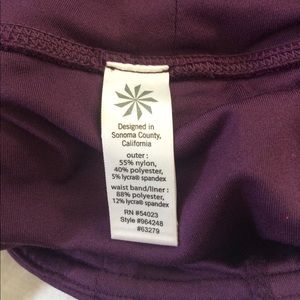 Designed in
Sonoma County,
California
outer :
55% nylon,
40% polyester,
5% lycra® spandex
waist band/liner :
88% polyester,
12% lycra® spandex
RN #54023
Style #964248
#63279